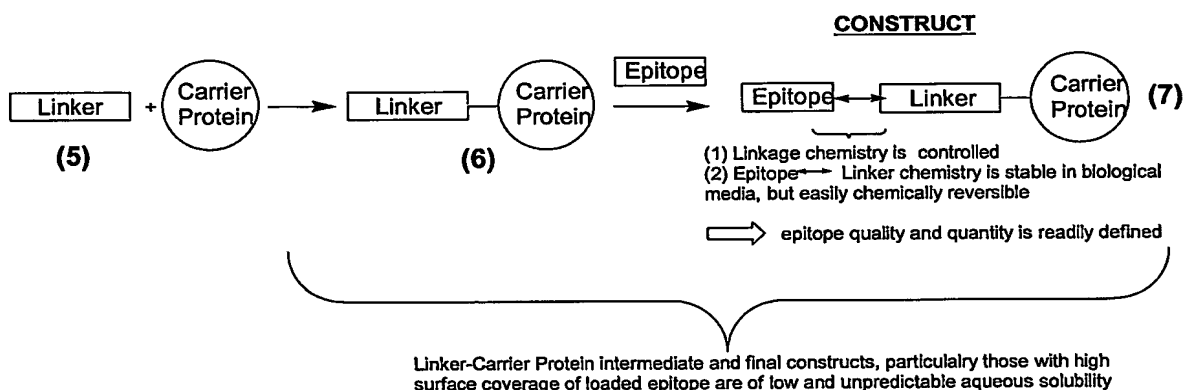 CONSTRUCT
Epitope
Linker + Carrier Protein Linker Carrier Protein Epitope Linker Carrier Protein (7)
(5) (6)
(1) Linkage chemistry is controlled
(2) Epitope Linker chemistry is stable in biological
media, but easily chemically reversible
epitope quality and quantity is readily defined
Linker-Carrier Protein intermediate and final constructs, particulalry those with high
surface coverage of loaded epitope are of low and unpredictable aqueous solubility